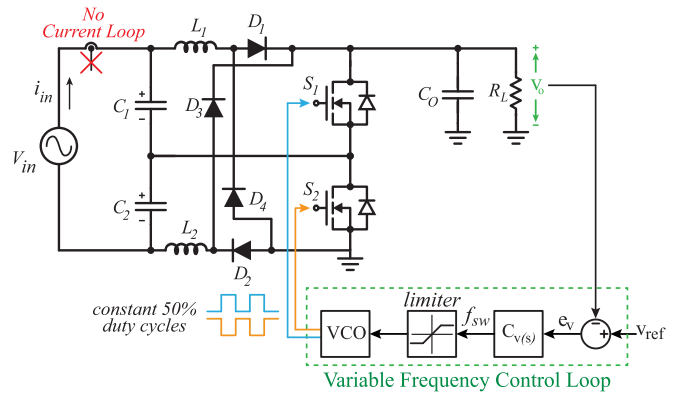 No
Current Loop
L1
D1
iin
+
C1
−
D3
S1
CO
RL
+
Vo
−
Vin
+
C2
−
D4
S2
L2
D2
constant 50%
duty cycles
limiter
fsw
ev
VCO
Cv(s)
−
+
vref
Variable Frequency Control Loop